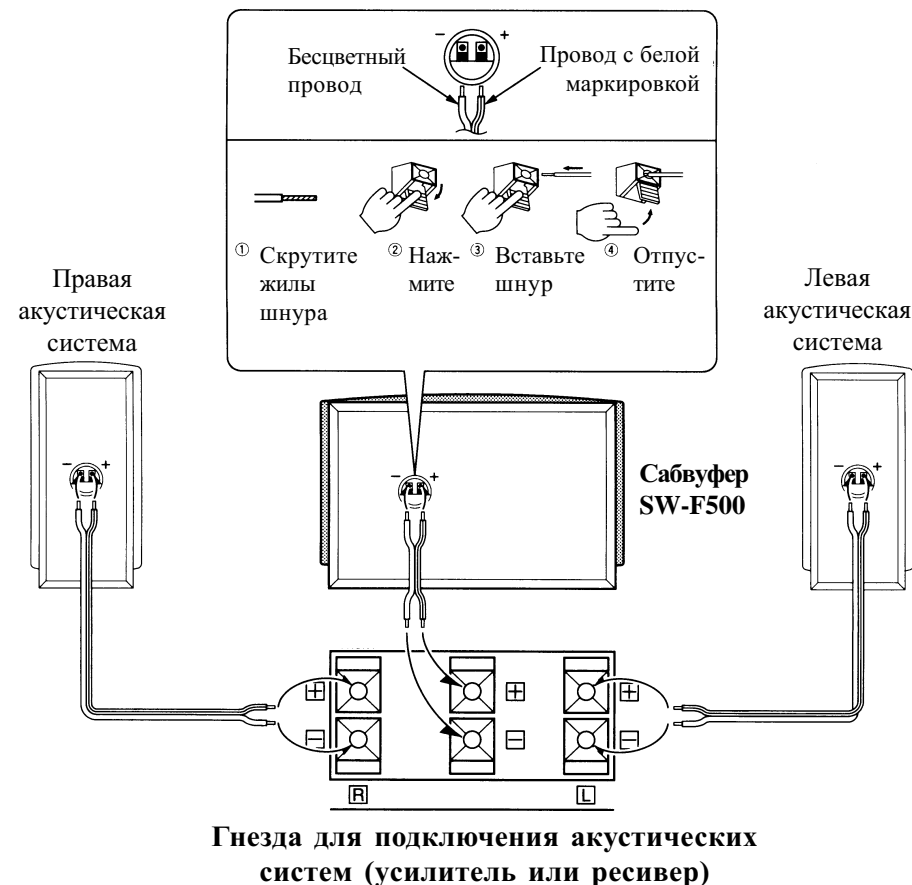 − +
Бесцветный
провод
Провод с белой
маркировкой
① Скрутите
жилы
шнура
② Наж-
мите
③ Вставьте
шнур
④ Отпус-
тите
Правая
акустическая
система
Левая
акустическая
система
− +
− +
− +
Сабвуфер
SW-F500
+ + +
− − −
R L
Гнезда для подключения акустических
систем (усилитель или ресивер)